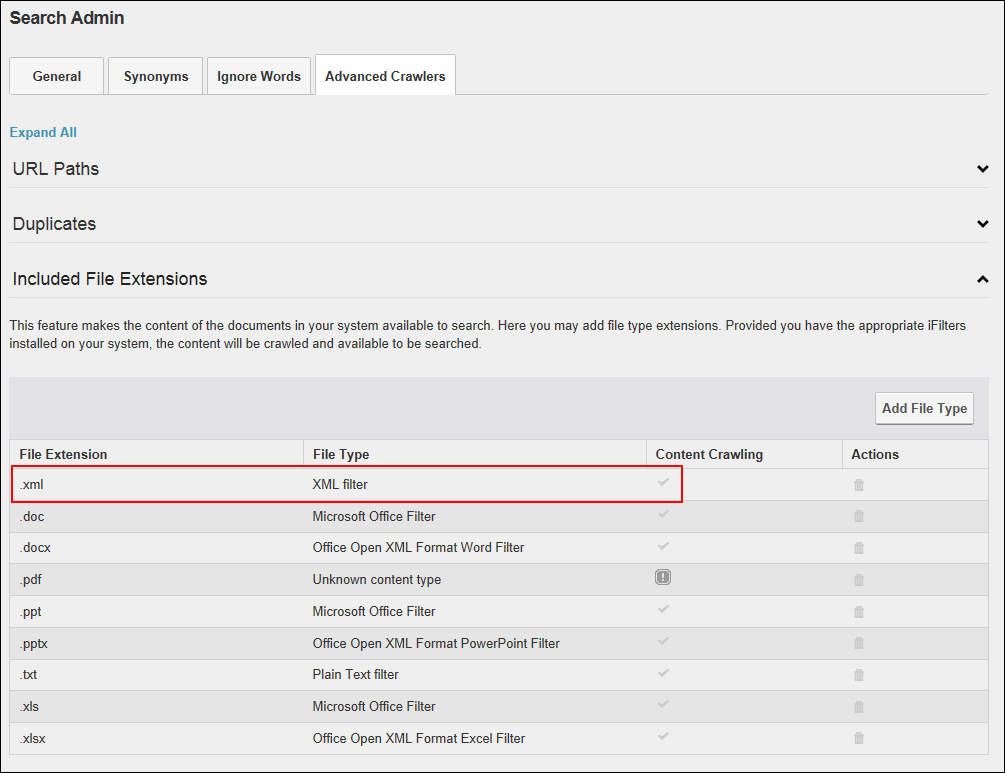 Search Admin
General Synonyms Ignore Words Advanced Crawlers
Expand All
URL Paths
Duplicates
Included File Extensions
This feature makes the content of the documents in your system available to search. Here you may add file type extensions. Provided you have the appropriate iFilters
installed on your system, the content will be crawled and available to be searched.
Add File Type
File Extension File Type Content Crawling Actions
.xml XML filter
.doc Microsoft Office Filter
.docx Office Open XML Format Word Filter
.pdf Unknown content type
.ppt Microsoft Office Filter
.pptx Office Open XML Format PowerPoint Filter
.txt Plain Text filter
.xls Microsoft Office Filter
.xlsx Office Open XML Format Excel Filter